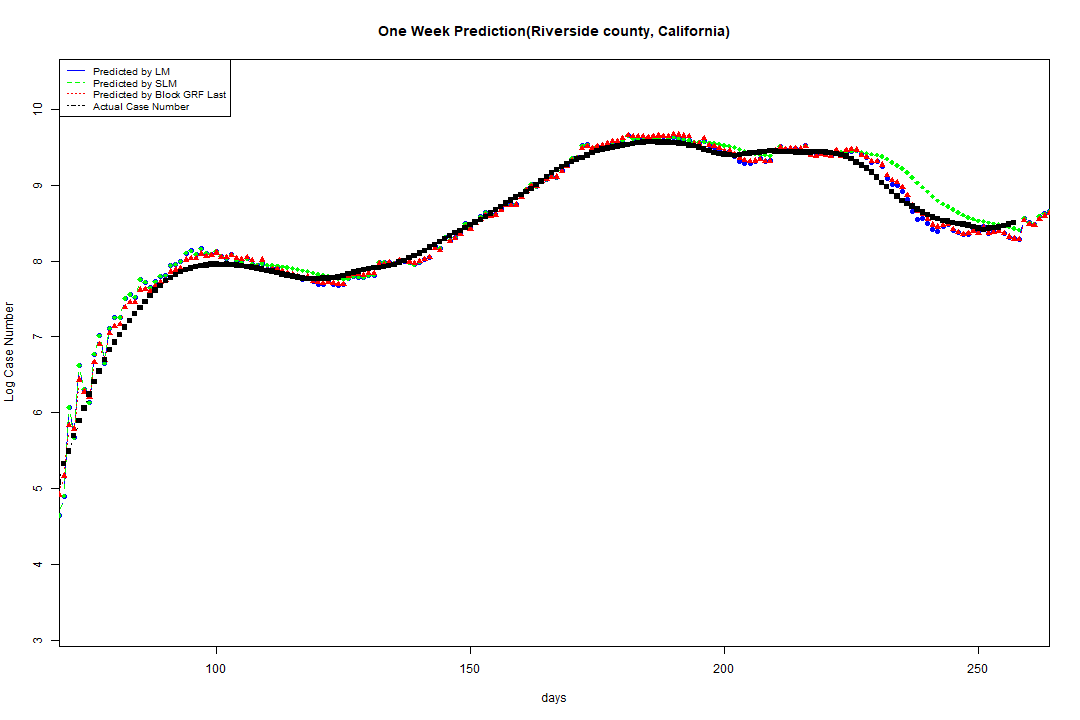 One Week Prediction(Riverside county, California)
Predicted by LM
Predicted by SLM
Predicted by Block GRF Last
Actual Case Number
10
9
8
7
6
5
4
3
Log Case Number
100 150 200 250
days